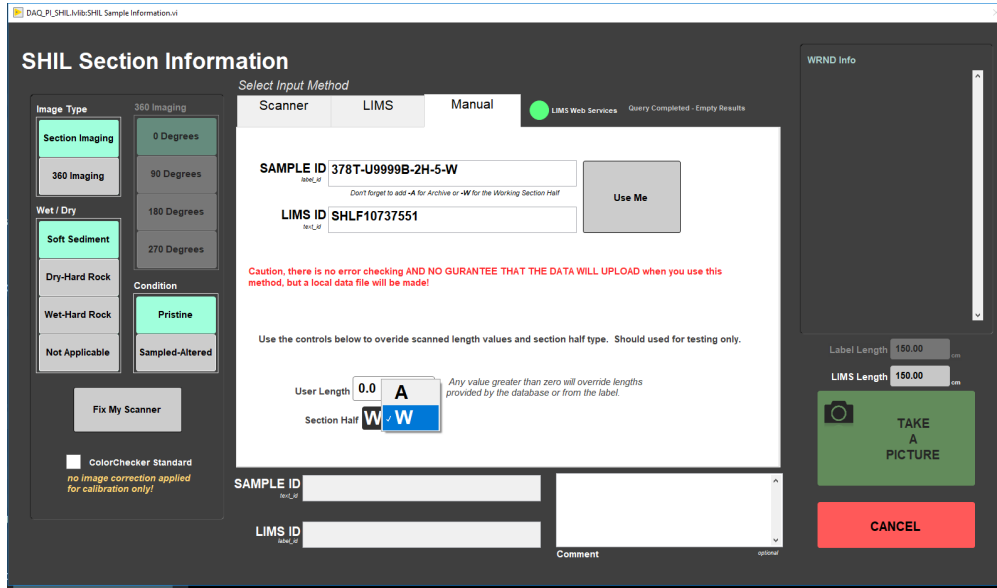 DAQ_PI_SHIL.lvlib:SHIL Sample Information.vi
SHIL Section Information
Select Input Method
Scanner
LIMS
Manual
LIMS Web Services
Query Completed - Empty Results
WRND Info
Image Type
Section Imaging
360 Imaging
360 Imaging
0 Degrees
90 Degrees
180 Degrees
270 Degrees
Wet / Dry
Soft Sediment
Dry-Hard Rock
Wet-Hard Rock
Not Applicable
Condition
Pristine
Sampled-Altered
Fix My Scanner
ColorChecker Standard
no image correction applied
for calibration only!
SAMPLE ID 378T-U9999B-2H-5-W
label_id
Don't forget to add -A for Archive or -W for the Working Section Half
LIMS ID SHLF10737551
text_id
Use Me
Caution, there is no error checking AND NO GURANTEE THAT THE DATA WILL UPLOAD when you use this
method, but a local data file will be made!
Use the controls below to overide scanned length values and section half type. Should used for testing only.
User Length 0.0
Any value greater than zero will override lengths
provided by the database or from the label.
Section Half W
A
✓ W
SAMPLE ID
text_id
LIMS ID
label_id
Comment
optional
Label Length 150.00 cm
LIMS Length 150.00 cm
TAKE
A
PICTURE
CANCEL